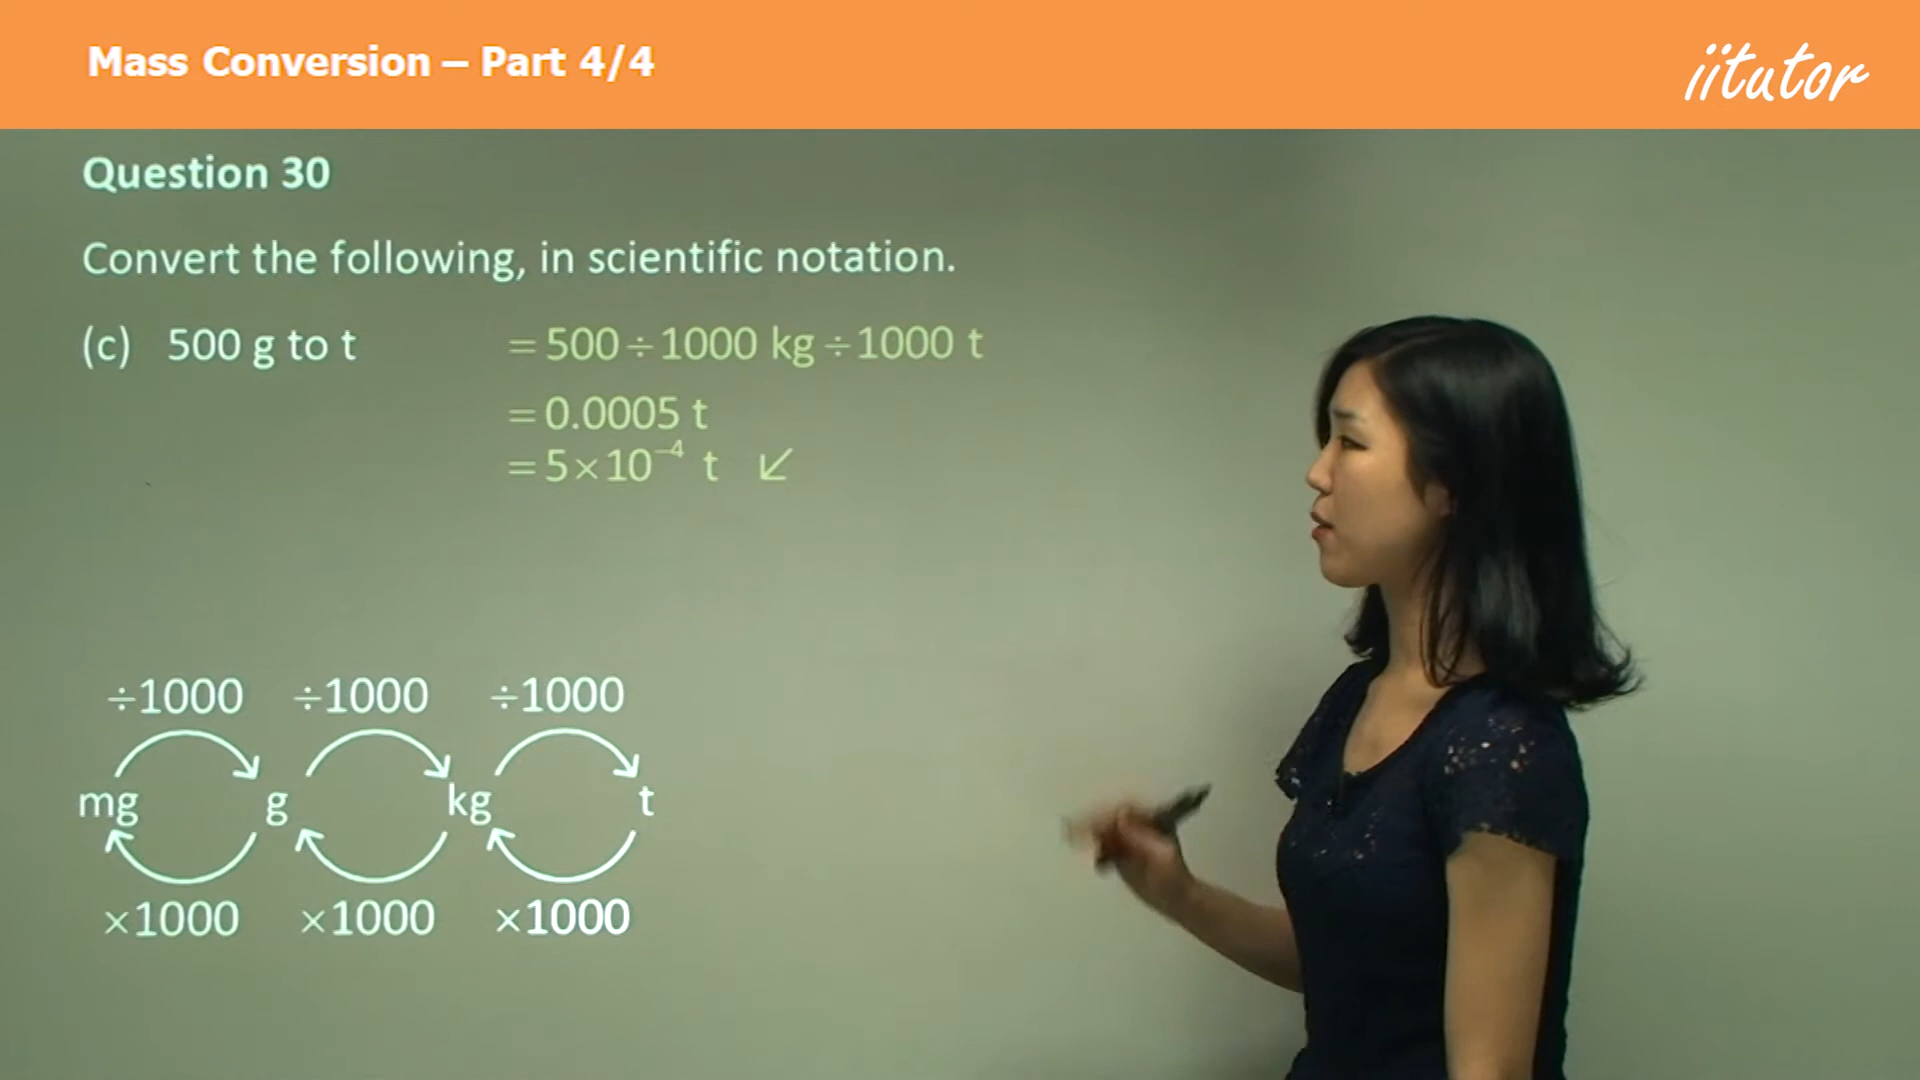 Mass Conversion – Part 4/4
iitutor
Question 30
Convert the following, in scientific notation.
(c) 500 g to t = 500 ÷ 1000 kg ÷ 1000 t
= 0.0005 t
= 5 × 10⁻⁴ t ↙
÷1000 ÷1000 ÷1000
mg g kg t
×1000 ×1000 ×1000